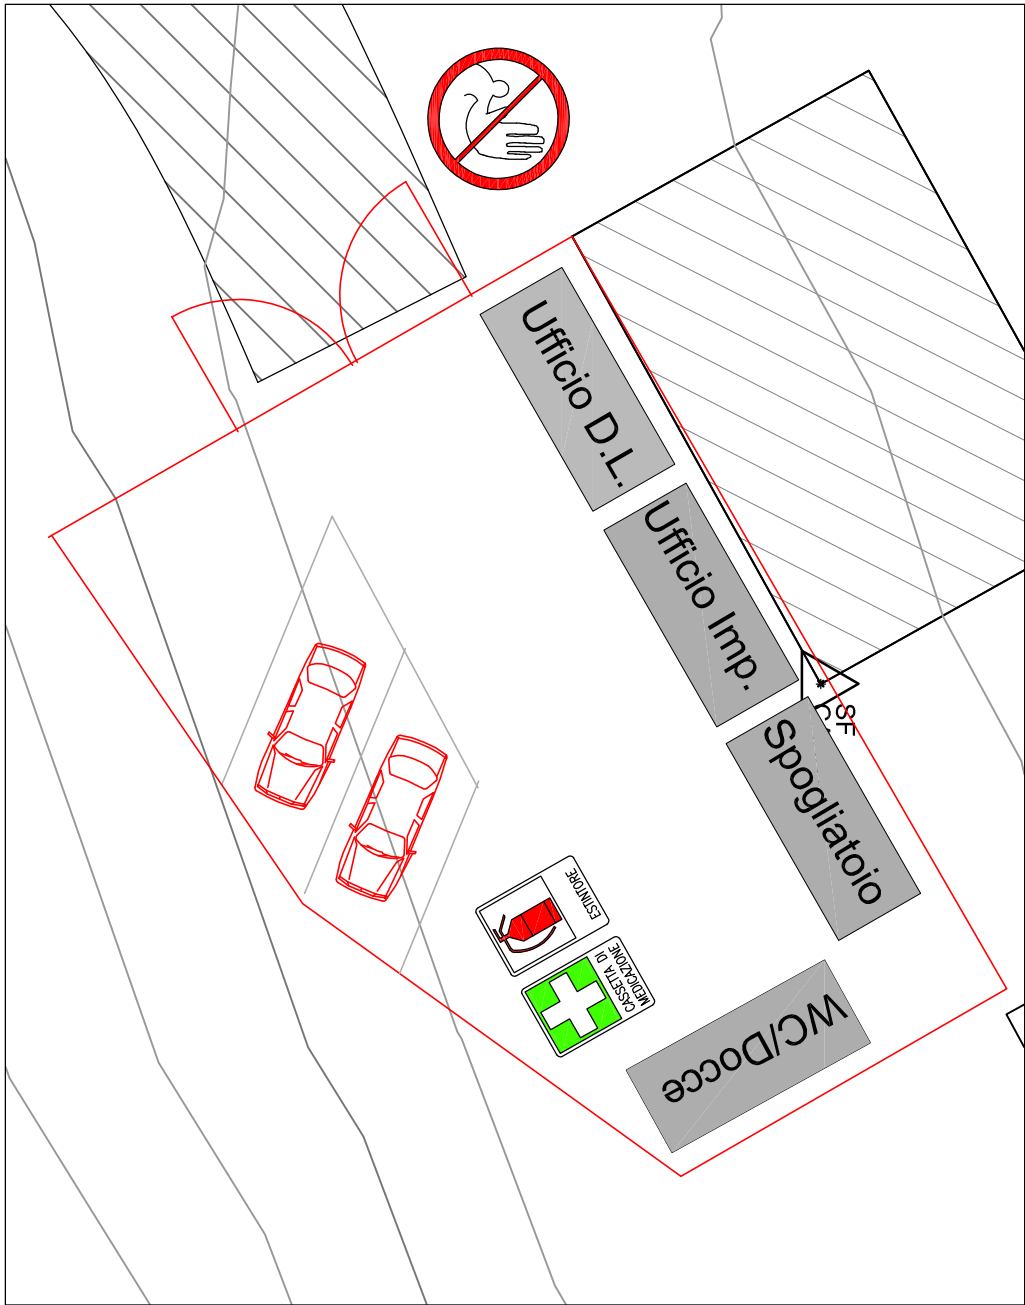 Ufficio D.L.
Ufficio Imp.
SF
Spogliatoio
ESTINTORE
CASSETTA DI
MEDICAZIONE
WC/Docce